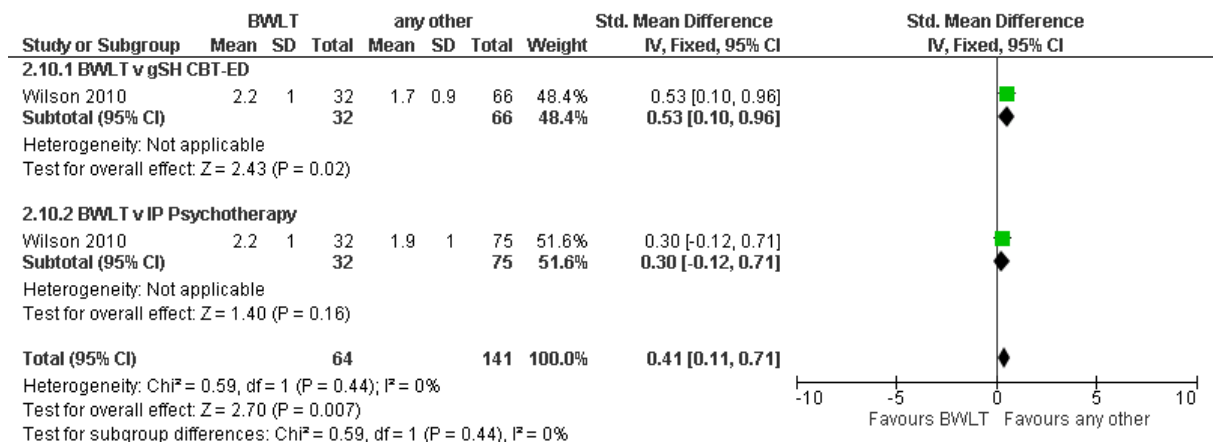 BWLT any other Std. Mean Difference Std. Mean Difference
Study or Subgroup Mean SD Total Mean SD Total Weight IV, Fixed, 95% CI IV, Fixed, 95% CI
2.10.1 BWLT v gSH CBT-ED
Wilson 2010 2.2 1 32 1.7 0.9 66 48.4% 0.53 [0.10, 0.96]
Subtotal (95% CI) 32 66 48.4% 0.53 [0.10, 0.96]
Heterogeneity: Not applicable
Test for overall effect: Z = 2.43 (P = 0.02)
2.10.2 BWLT v IP Psychotherapy
Wilson 2010 2.2 1 32 1.9 1 75 51.6% 0.30 [-0.12, 0.71]
Subtotal (95% CI) 32 75 51.6% 0.30 [-0.12, 0.71]
Heterogeneity: Not applicable
Test for overall effect: Z = 1.40 (P = 0.16)
Total (95% CI) 64 141 100.0% 0.41 [0.11, 0.71]
Heterogeneity: Chi² = 0.59, df = 1 (P = 0.44); I² = 0%
Test for overall effect: Z = 2.70 (P = 0.007)
Test for subgroup differences: Chi² = 0.59, df = 1 (P = 0.44), I² = 0%
-10 -5 0 5 10
Favours BWLT Favours any other